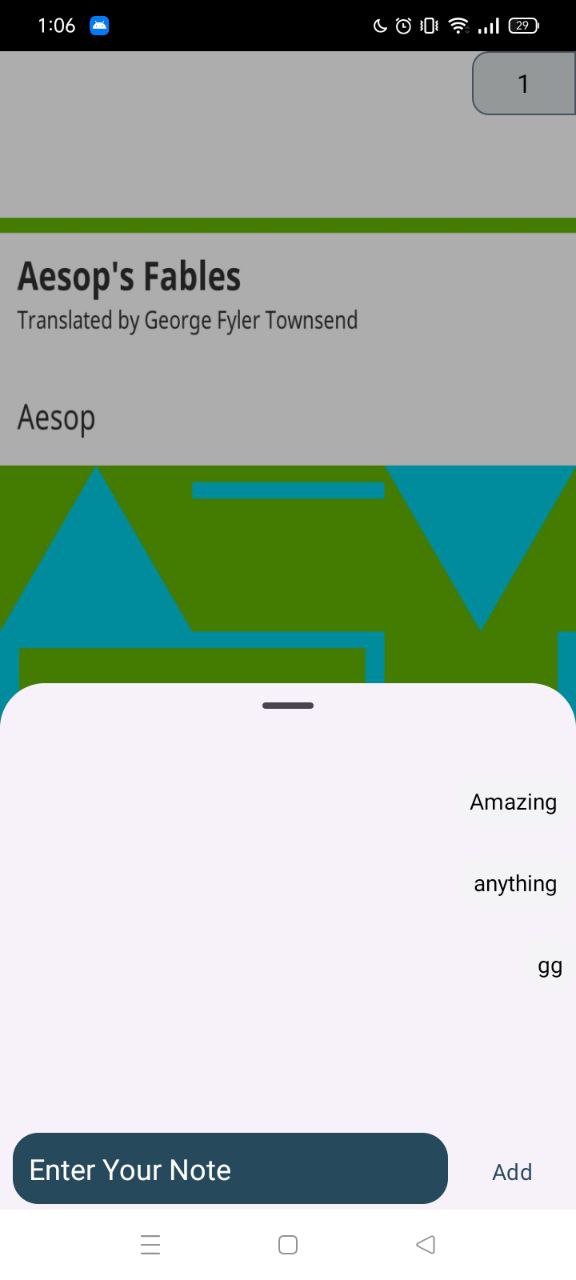 1:06
29
1
Aesop's Fables
Translated by George Fyler Townsend
Aesop
Amazing
anything
gg
Enter Your Note
Add